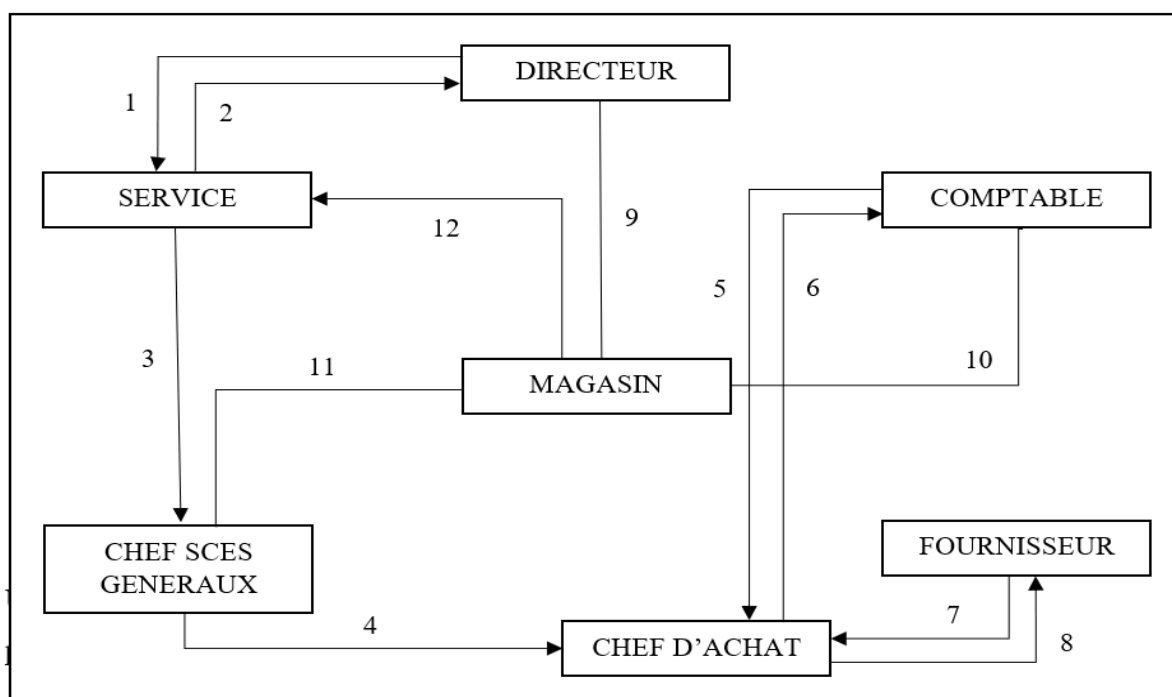 DIRECTEUR
1
2
SERVICE
COMPTABLE
12
9
5
6
3
11
MAGASIN
10
CHEF SCES
GENERAUX
FOURNISSEUR
4
CHEF D'ACHAT
7
8